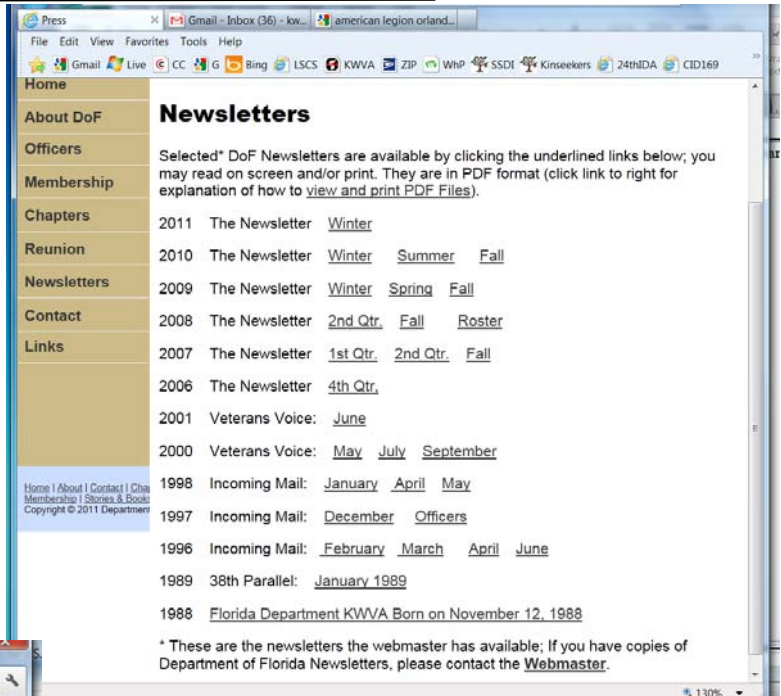 Press
Gmail - Inbox (36) - kw...
american legion orland...
File Edit View Favorites Tools Help
Gmail Live CC G Bing LSCS KWVA ZIP WhP SSDI Kinseekers 24thIDA CID169
Home
About DoF
Officers
Membership
Chapters
Reunion
Newsletters
Contact
Links
Home | About | Contact | Cha
Membership | Stories & Book
Copyright © 2011 Department
Newsletters
Selected* DoF Newsletters are available by clicking the underlined links below; you
may read on screen and/or print. They are in PDF format (click link to right for
explanation of how to view and print PDF Files).
2011 The Newsletter Winter
2010 The Newsletter Winter Summer Fall
2009 The Newsletter Winter Spring Fall
2008 The Newsletter 2nd Qtr. Fall Roster
2007 The Newsletter 1st Qtr. 2nd Qtr. Fall
2006 The Newsletter 4th Qtr,
2001 Veterans Voice: June
2000 Veterans Voice: May July September
1998 Incoming Mail: January April May
1997 Incoming Mail: December Officers
1996 Incoming Mail: February March April June
1989 38th Parallel: January 1989
1988 Florida Department KWVA Born on November 12, 1988
* These are the newsletters the webmaster has available; If you have copies of
Department of Florida Newsletters, please contact the Webmaster.
130%